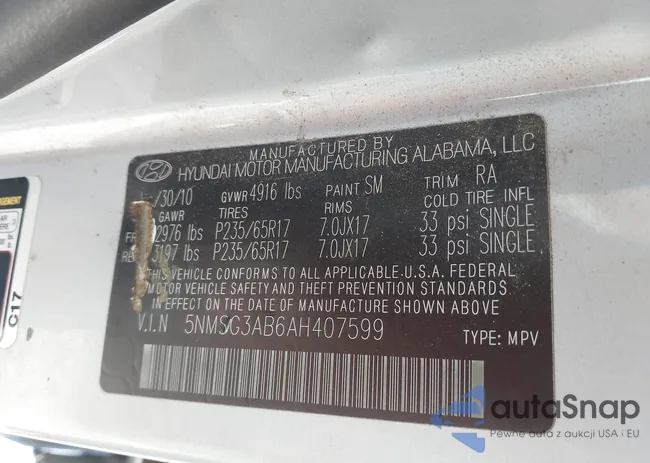 MANUFACTURED BY
HYUNDAI MOTOR MANUFACTURING ALABAMA, LLC
/30/10 GVWR 4916 lbs PAINT SM TRIM RA
GAWR TIRES RIMS COLD TIRE INFL
2976 lbs P235/65R17 7.0JX17 33 psi SINGLE
3197 lbs P235/65R17 7.0JX17 33 psi SINGLE
THIS VEHICLE CONFORMS TO ALL APPLICABLE U.S.A. FEDERAL
MOTOR VEHICLE SAFETY AND THEFT PREVENTION STANDARDS
IN EFFECT ON THE DATE OF MANUFACTURE SHOWN ABOVE
V.I.N 5NMSG3AB6AH407599 TYPE: MPV
C17
autoSnap
Pewne auta z aukcji USA i EU